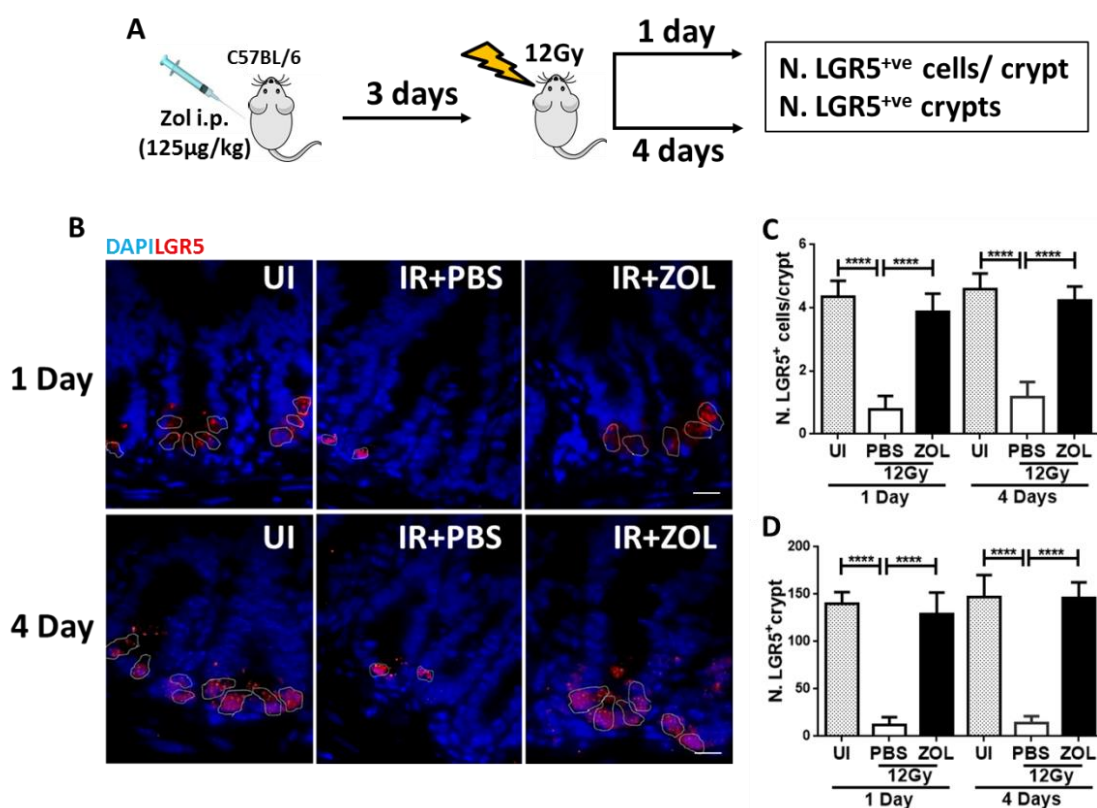 A
C57BL/6
Zol i.p.
(125µg/kg)
3 days
12Gy
1 day
4 days
N. LGR5+ve cells/ crypt
N. LGR5+ve crypts
B
DAPILGR5
1 Day
UI
IR+PBS
IR+ZOL
4 Day
UI
IR+PBS
IR+ZOL
C
N. LGR5+ cells/crypt
6
4
2
0
**** **** **** ****
UI PBS ZOL UI PBS ZOL
12Gy 12Gy
1 Day 4 Days
D
N. LGR5+crypt
200
150
100
50
0
**** **** **** ****
UI PBS ZOL UI PBS ZOL
12Gy 12Gy
1 Day 4 Days